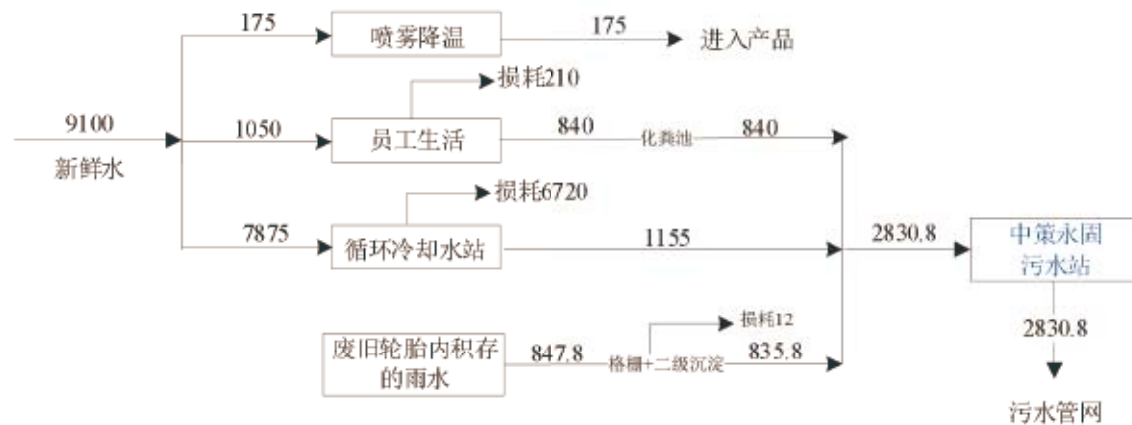 175
喷雾降温
175
进入产品
损耗210
9100
新鲜水
1050
员工生活
840
化粪池
840
损耗6720
7875
循环冷却水站
1155
2830.8
中策永固
污水站
废旧轮胎内积存
的雨水
847.8
格栅+二级沉淀
损耗12
835.8
2830.8
污水管网